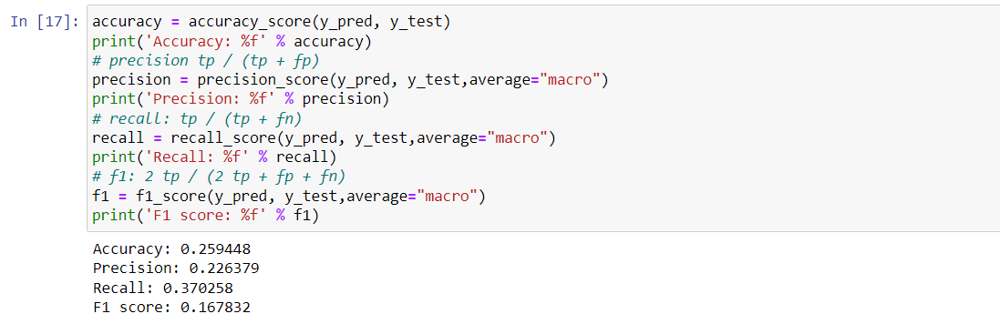 In [17]: accuracy = accuracy_score(y_pred, y_test)
print('Accuracy: %f' % accuracy)
# precision tp / (tp + fp)
precision = precision_score(y_pred, y_test,average="macro")
print('Precision: %f' % precision)
# recall: tp / (tp + fn)
recall = recall_score(y_pred, y_test,average="macro")
print('Recall: %f' % recall)
# f1: 2 tp / (2 tp + fp + fn)
f1 = f1_score(y_pred, y_test,average="macro")
print('F1 score: %f' % f1)
Accuracy: 0.259448
Precision: 0.226379
Recall: 0.370258
F1 score: 0.167832